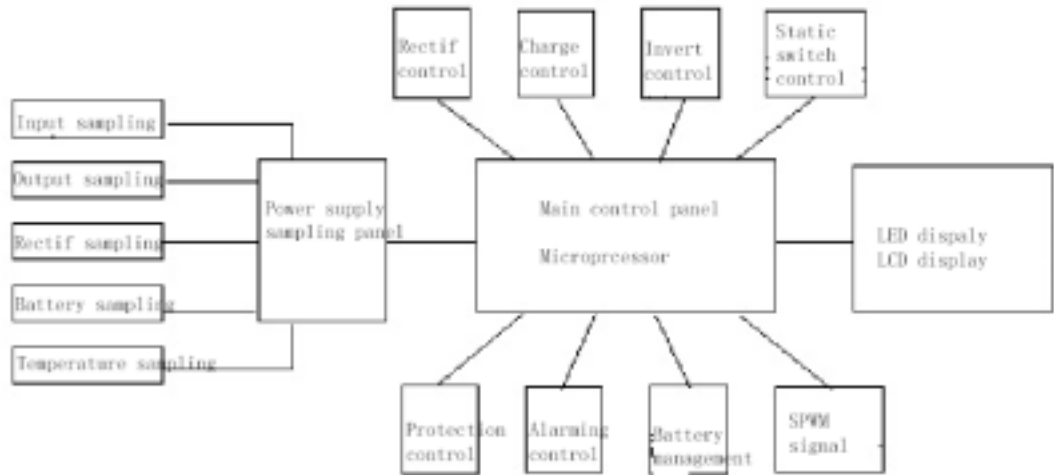 Rectif
control
Charge
control
Invert
control
Static
switch
control
Input sampling
Output sampling
Rectif sampling
Battery sampling
Temperature sampling
Power supply
sampling panel
Main control panel
Microprcessor
LED dispaly
LCD display
Protection
control
Alarming
control
Battery
management
SPWM
signal